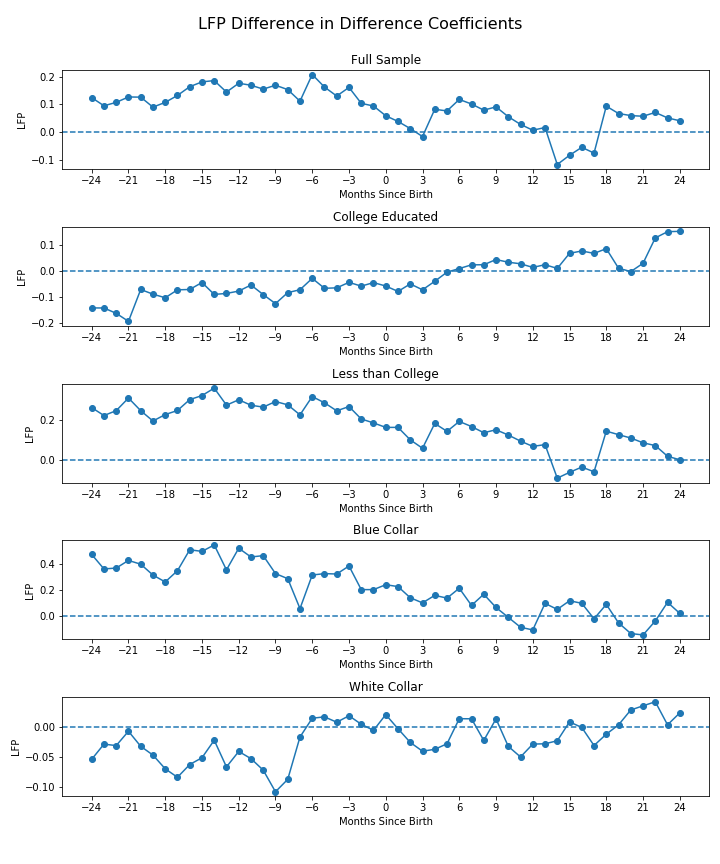 LFP Difference in Difference Coefficients
Full Sample
0.2
0.1
0.0
−0.1
LFP
−24 −21 −18 −15 −12 −9 −6 −3 0 3 6 9 12 15 18 21 24
Months Since Birth
College Educated
0.1
0.0
−0.1
−0.2
LFP
−24 −21 −18 −15 −12 −9 −6 −3 0 3 6 9 12 15 18 21 24
Months Since Birth
Less than College
0.2
0.0
LFP
−24 −21 −18 −15 −12 −9 −6 −3 0 3 6 9 12 15 18 21 24
Months Since Birth
Blue Collar
0.4
0.2
0.0
LFP
−24 −21 −18 −15 −12 −9 −6 −3 0 3 6 9 12 15 18 21 24
Months Since Birth
White Collar
0.00
−0.05
−0.10
LFP
−24 −21 −18 −15 −12 −9 −6 −3 0 3 6 9 12 15 18 21 24
Months Since Birth